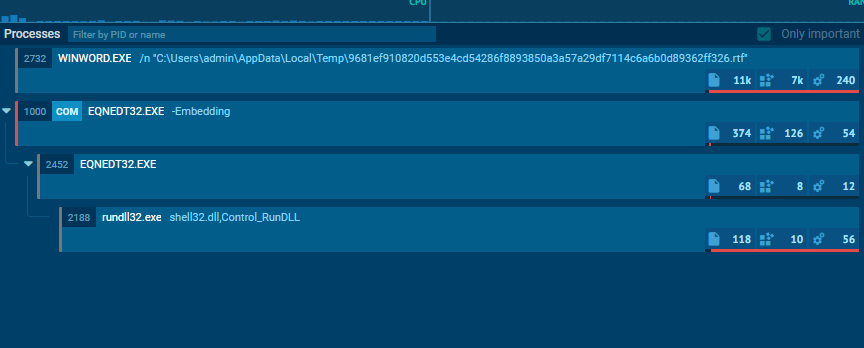 CPU
RAM
Processes Filter by PID or name Only important
2732 WINWORD.EXE /n "C:\Users\admin\AppData\Local\Temp\9681ef910820d553e4cd54286f8893850a3a57a29df7114c6a6b0d89362ff326.rtf"
11k 7k 240
1000 COM EQNEDT32.EXE -Embedding
374 126 54
2452 EQNEDT32.EXE
68 8 12
2188 rundll32.exe shell32.dll,Control_RunDLL
118 10 56